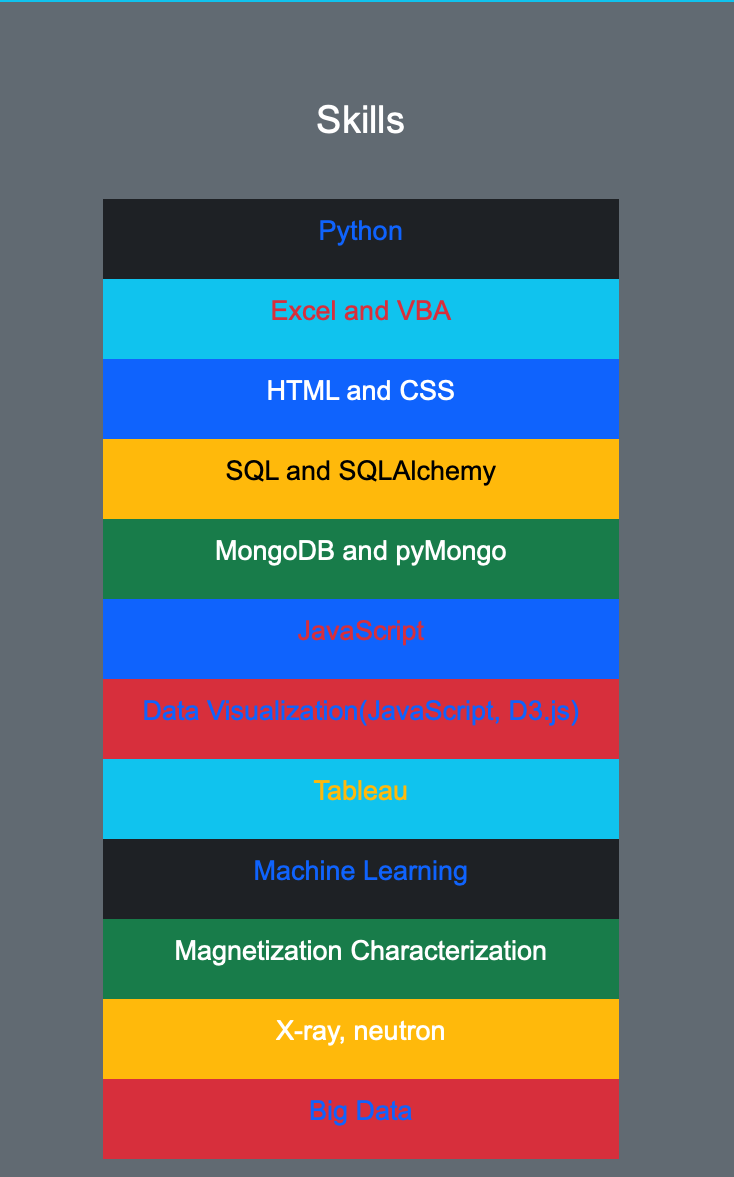 Skills
Python
Excel and VBA
HTML and CSS
SQL and SQLAlchemy
MongoDB and pyMongo
JavaScript
Data Visualization(JavaScript, D3.js)
Tableau
Machine Learning
Magnetization Characterization
X-ray, neutron
Big Data